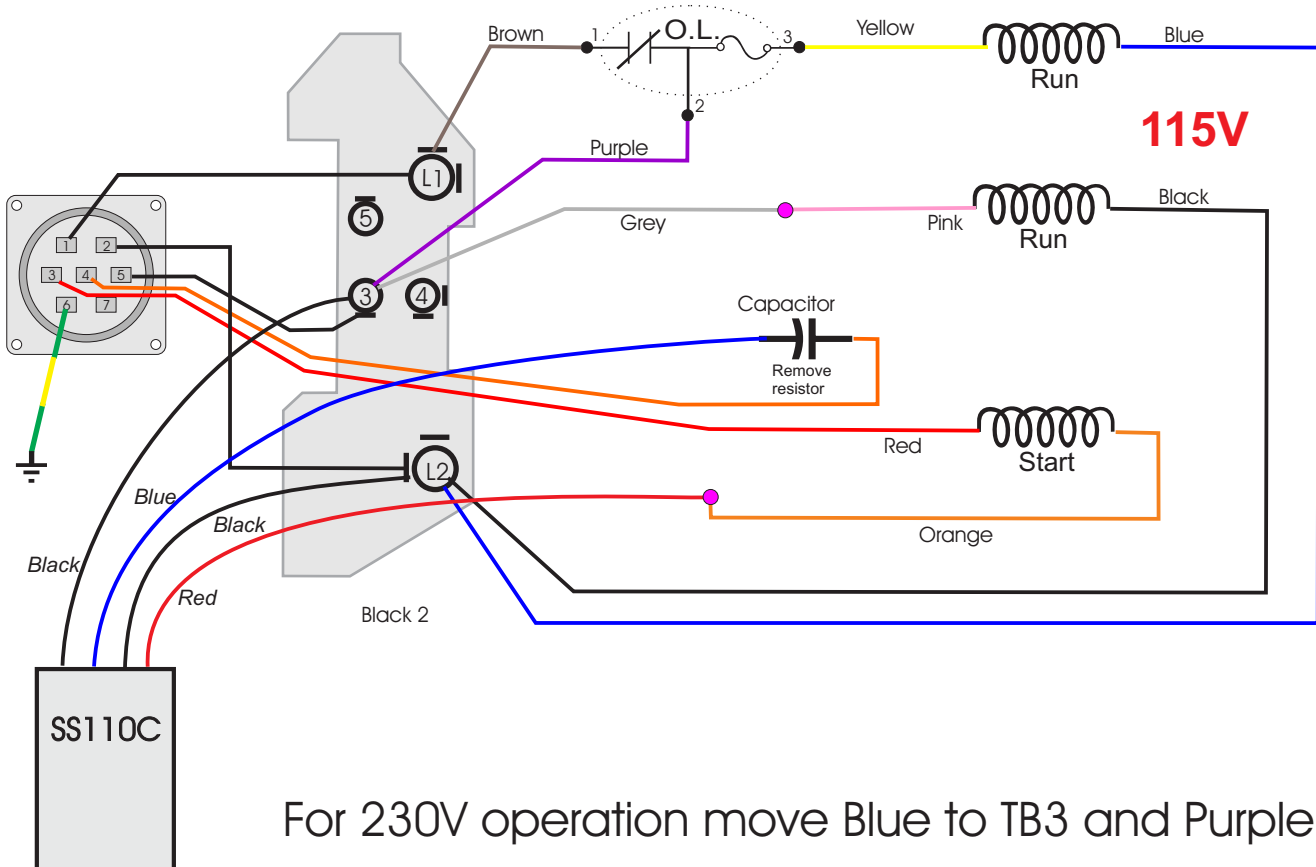 Brown
1
O.L.
3
Yellow
Blue
Run
2
115V
Purple
L1
5
Grey
Pink
Black
Run
1
2
3
4
5
6
7
3
4
Capacitor
Remove
resistor
Red
Start
L2
Blue
Black
Orange
Black
Red
Black 2
SS110C
For 230V operation move Blue to TB3 and Purple